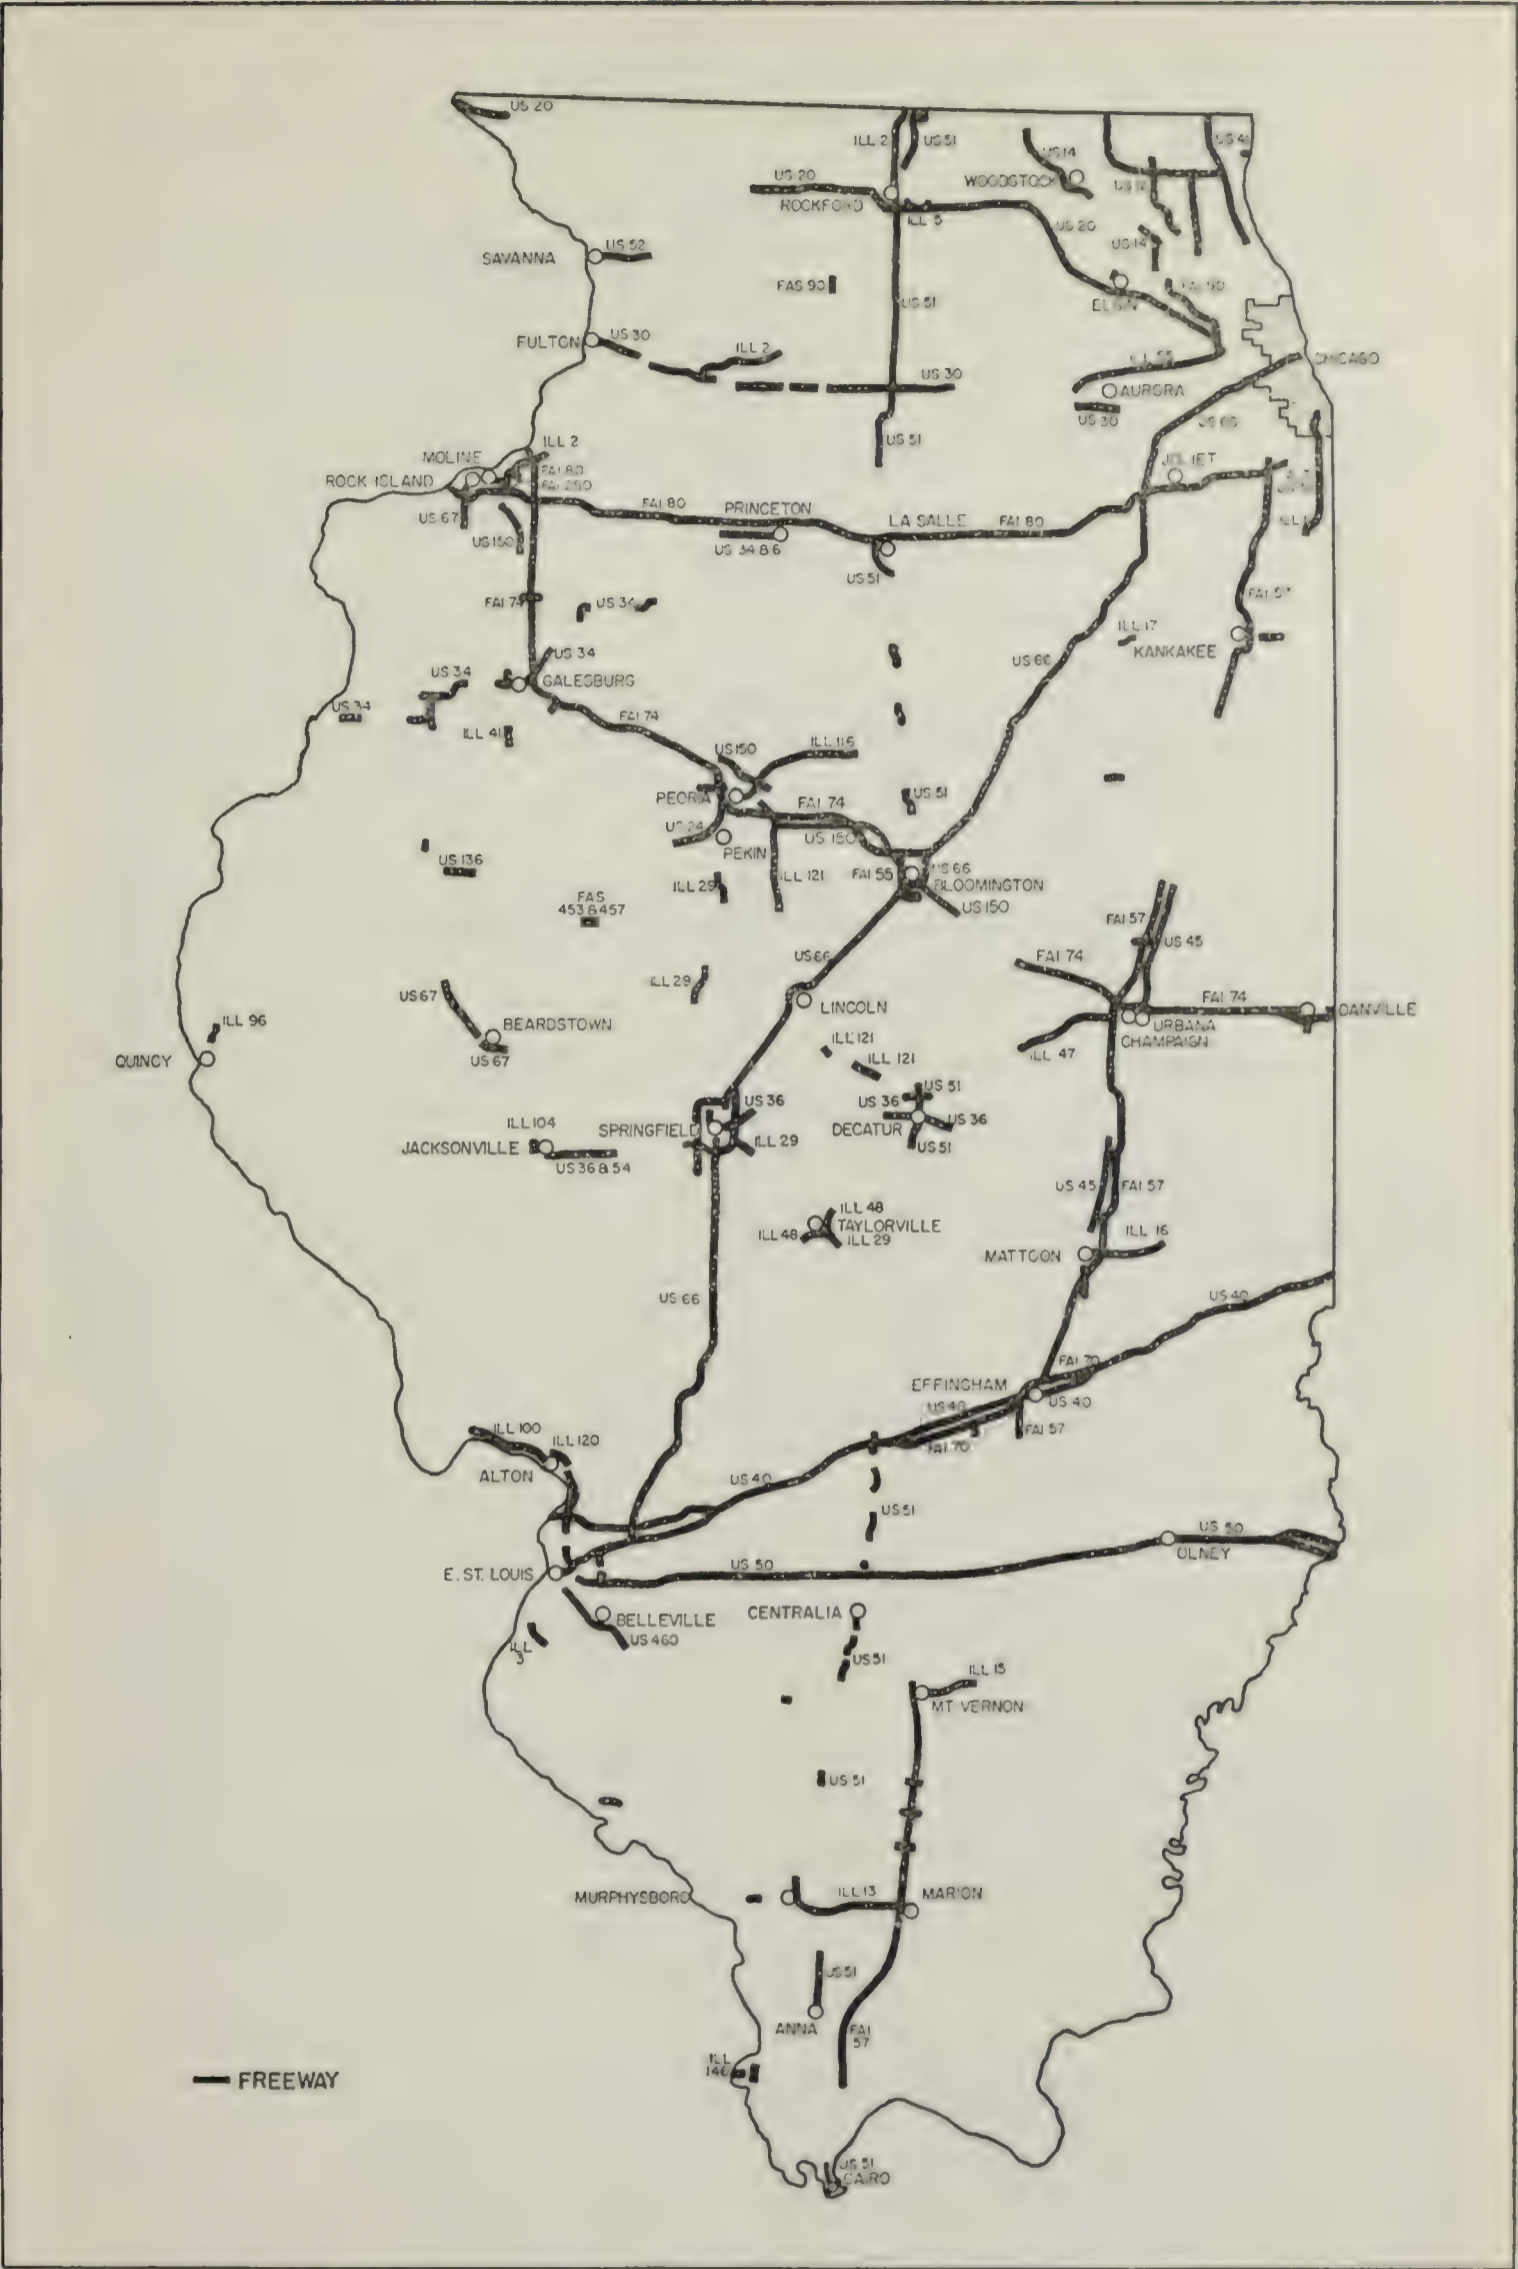 US 20
ILL 2
US 51
US 14
US 41
WOODSTOCK
US 12
US 20
ROCKFORD
ILL 5
US 20
US 14
SAVANNA
US 52
FAS 90
US 51
ELGIN
FAI 90
FULTON
US 30
ILL 2
US 30
ILL 55
CHICAGO
AURORA
US 30
US 66
US 51
MOLINE
ILL 2
ROCK ISLAND
FAI 80
FAI 280
JOLIET
US 67
FAI 80
PRINCETON
LA SALLE
FAI 80
ILL 1
US 150
US 34 & 6
US 51
FAI 74
US 34
FAI 57
ILL 17
KANKAKEE
US 66
US 34
US 34
GALESBURG
US 34
FAI 74
ILL 41
US 150
ILL 116
PEORIA
US 51
FAI 74
US 24
US 150
PEKIN
US 136
ILL 29
ILL 121
FAI 55
US 66
BLOOMINGTON
US 150
FAS
453 & 457
FAI 57
US 45
US 66
FAI 74
ILL 29
US 67
LINCOLN
FAI 74
DANVILLE
ILL 96
BEARDSTOWN
URBANA
CHAMPAIGN
QUINCY
US 67
ILL 121
ILL 121
ILL 47
US 51
US 36
US 36
US 36
ILL 104
SPRINGFIELD
DECATUR
JACKSONVILLE
ILL 29
US 51
US 36 & 54
US 45
FAI 57
ILL 48
TAYLORVILLE
ILL 48
ILL 29
ILL 16
MATTOON
US 66
US 40
FAI 70
EFFINGHAM
US 40
US 40
FAI 57
FAI 70
ILL 100
ILL 120
ALTON
US 40
US 51
US 50
OLNEY
E. ST. LOUIS
US 50
CENTRALIA
BELLEVILLE
US 460
ILL
3
US 51
ILL 15
MT VERNON
US 51
MURPHYSBORO
ILL 13
MARION
US 51
ANNA
FAI
57
ILL
146
FREEWAY
US 51
CAIRO